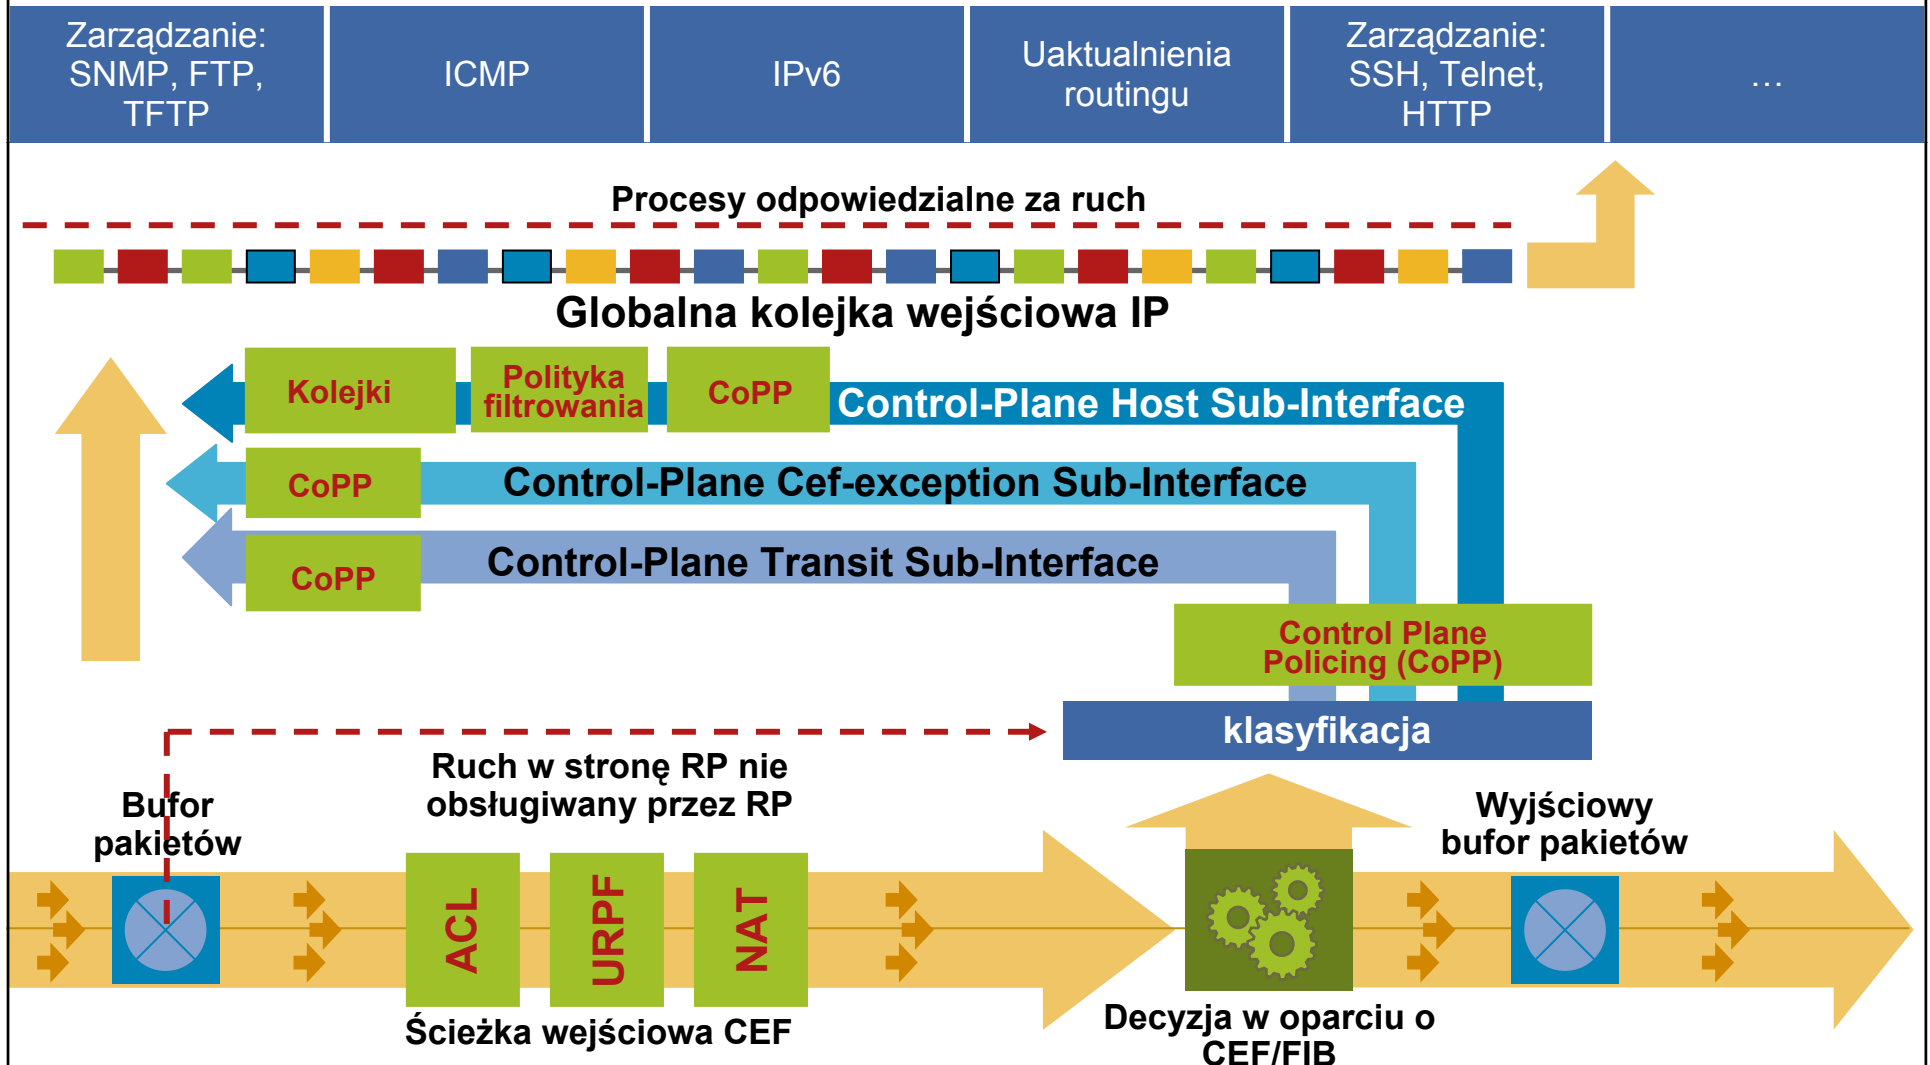 Zarządzanie:
SNMP, FTP,
TFTP
ICMP
IPv6
Uaktualnienia
routingu
Zarządzanie:
SSH, Telnet,
HTTP
...
Procesy odpowiedzialne za ruch
Globalna kolejka wejściowa IP
Kolejki
Polityka
filtrowania
CoPP
Control-Plane Host Sub-Interface
CoPP
Control-Plane Cef-exception Sub-Interface
CoPP
Control-Plane Transit Sub-Interface
Control Plane
Policing (CoPP)
klasyfikacja
Ruch w stronę RP nie
obsługiwany przez RP
Bufor
pakietów
Wyjściowy
bufor pakietów
ACL
URPF
NAT
Ścieżka wejściowa CEF
Decyzja w oparciu o
CEF/FIB